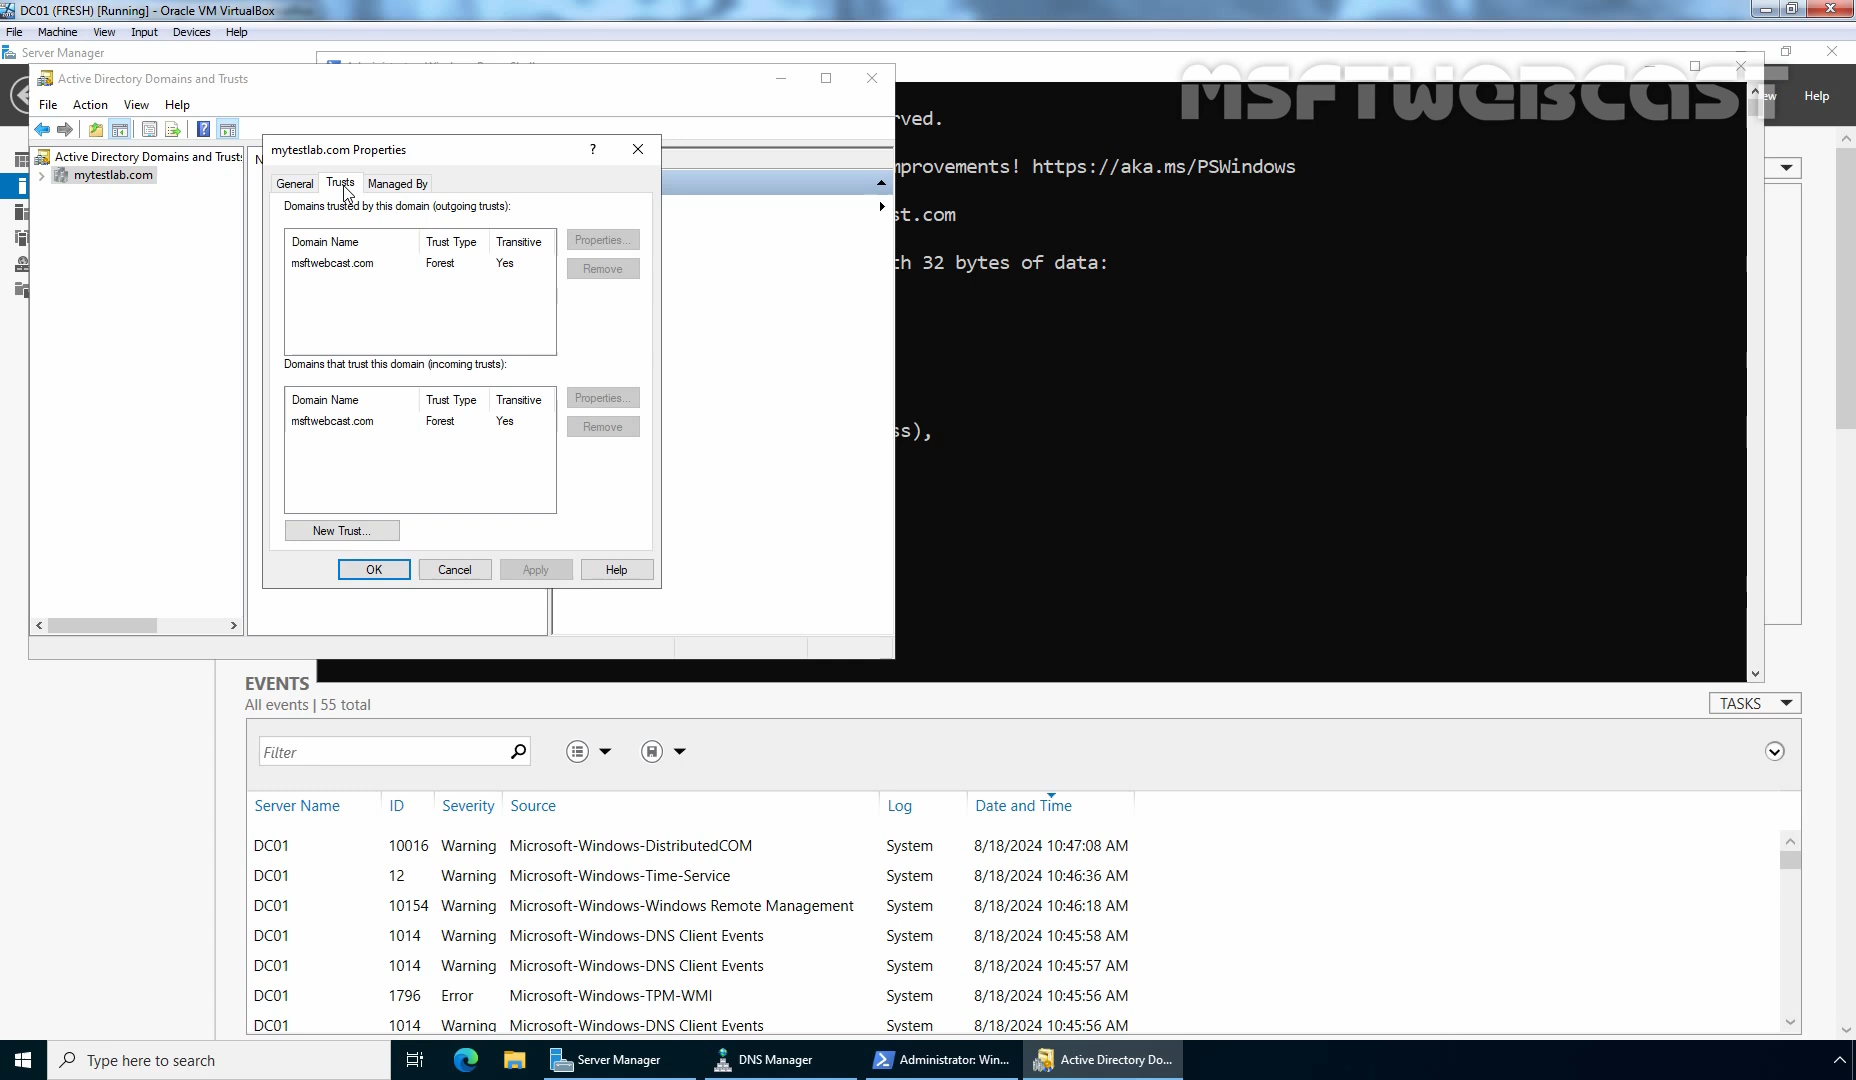 DC01 (FRESH) [Running] - Oracle VM VirtualBox
File Machine View Input Devices Help
Server Manager
MSFTWEBCAST
Help
Active Directory Domains and Trusts
File Action View Help
Active Directory Domains and Trusts
mytestlab.com
mytestlab.com Properties
General Trusts Managed By
Domains trusted by this domain (outgoing trusts):
Domain Name Trust Type Transitive
msftwebcast.com Forest Yes
Properties...
Remove
Domains that trust this domain (incoming trusts):
Domain Name Trust Type Transitive
msftwebcast.com Forest Yes
Properties...
Remove
New Trust...
OK Cancel Apply Help
rved.
provements! https://aka.ms/PSWindows
st.com
th 32 bytes of data:
ss),
EVENTS
All events | 55 total
TASKS
Filter
Server Name ID Severity Source Log Date and Time
DC01 10016 Warning Microsoft-Windows-DistributedCOM System 8/18/2024 10:47:08 AM
DC01 12 Warning Microsoft-Windows-Time-Service System 8/18/2024 10:46:36 AM
DC01 10154 Warning Microsoft-Windows-Windows Remote Management System 8/18/2024 10:46:18 AM
DC01 1014 Warning Microsoft-Windows-DNS Client Events System 8/18/2024 10:45:58 AM
DC01 1014 Warning Microsoft-Windows-DNS Client Events System 8/18/2024 10:45:57 AM
DC01 1796 Error Microsoft-Windows-TPM-WMI System 8/18/2024 10:45:56 AM
DC01 1014 Warning Microsoft-Windows-DNS Client Events System 8/18/2024 10:45:56 AM
Type here to search
Server Manager
DNS Manager
Administrator: Win...
Active Directory Do...